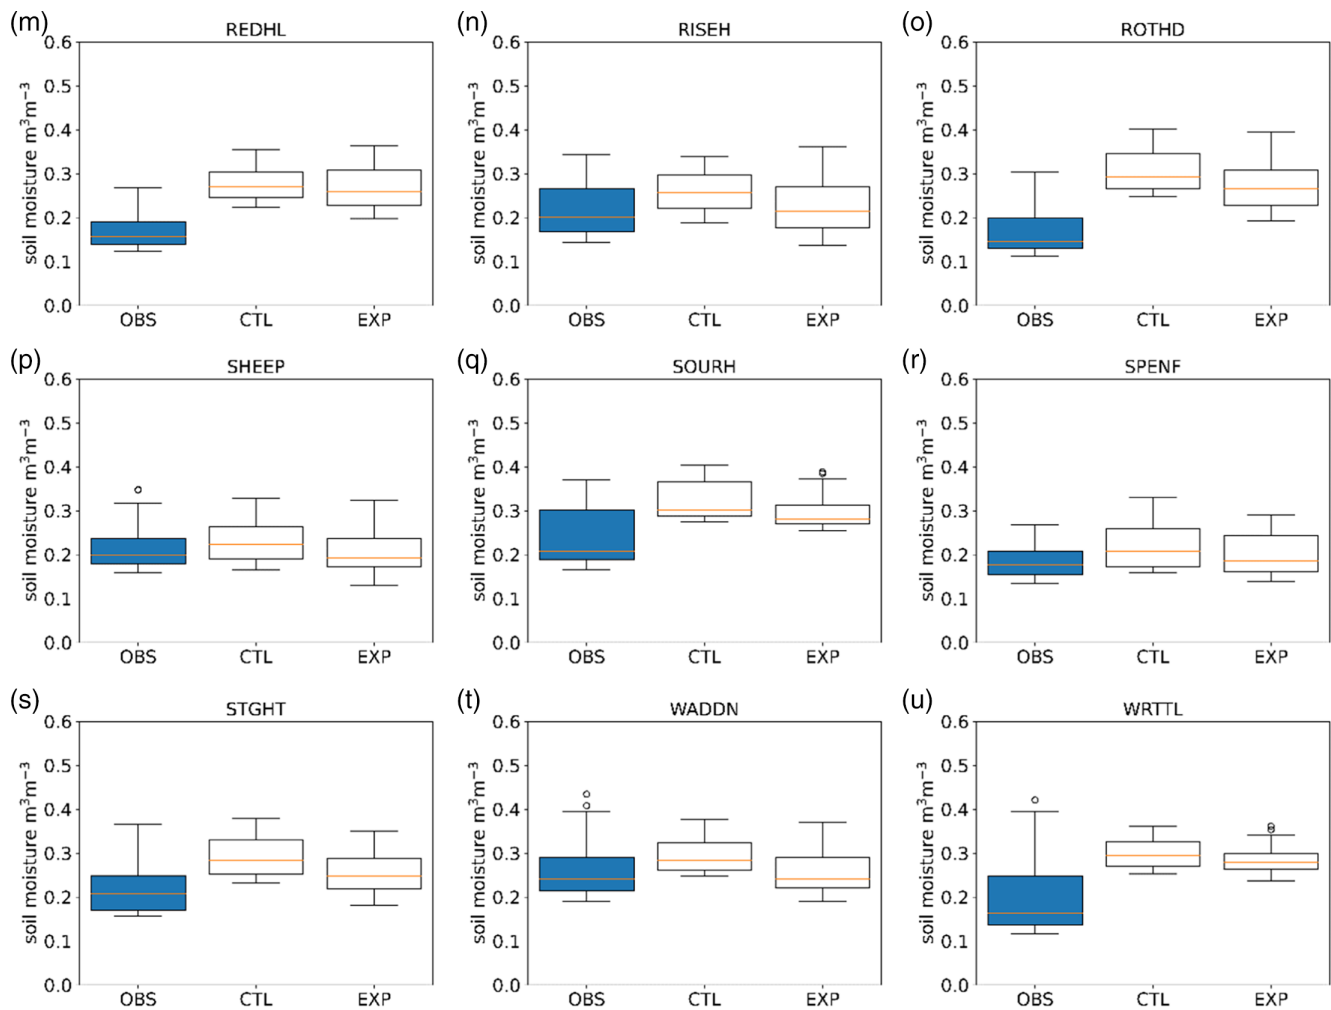 (m) REDHL
0.6
0.5
0.4
0.3
0.2
0.1
0.0
soil moisture m³m⁻³
OBS CTL EXP
(n) RISEH
0.6
0.5
0.4
0.3
0.2
0.1
0.0
soil moisture m³m⁻³
OBS CTL EXP
(o) ROTHD
0.6
0.5
0.4
0.3
0.2
0.1
0.0
soil moisture m³m⁻³
OBS CTL EXP
(p) SHEEP
0.6
0.5
0.4
0.3
0.2
0.1
0.0
soil moisture m³m⁻³
OBS CTL EXP
(q) SOURH
0.6
0.5
0.4
0.3
0.2
0.1
0.0
soil moisture m³m⁻³
OBS CTL EXP
(r) SPENF
0.6
0.5
0.4
0.3
0.2
0.1
0.0
soil moisture m³m⁻³
OBS CTL EXP
(s) STGHT
0.6
0.5
0.4
0.3
0.2
0.1
0.0
soil moisture m³m⁻³
OBS CTL EXP
(t) WADDN
0.6
0.5
0.4
0.3
0.2
0.1
0.0
soil moisture m³m⁻³
OBS CTL EXP
(u) WRTTL
0.6
0.5
0.4
0.3
0.2
0.1
0.0
soil moisture m³m⁻³
OBS CTL EXP